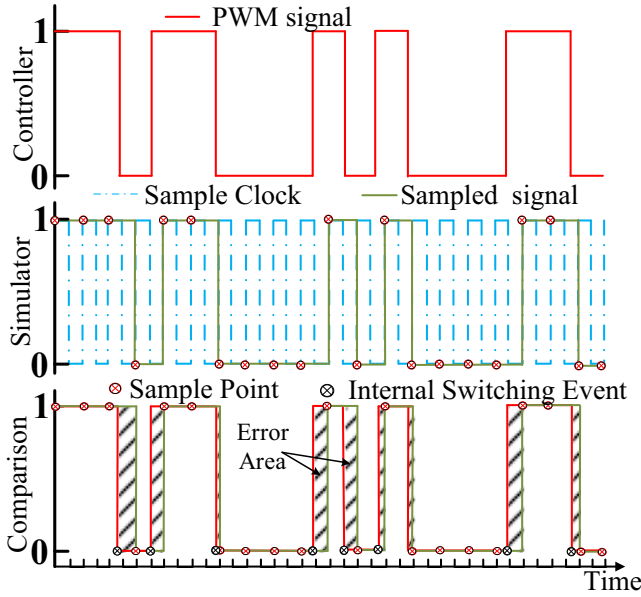 PWM signal
1
0
Controller
Sample Clock
Sampled signal
1
0
Simulator
Sample Point
Internal Switching Event
1
0
Error
Area
Comparison
Time